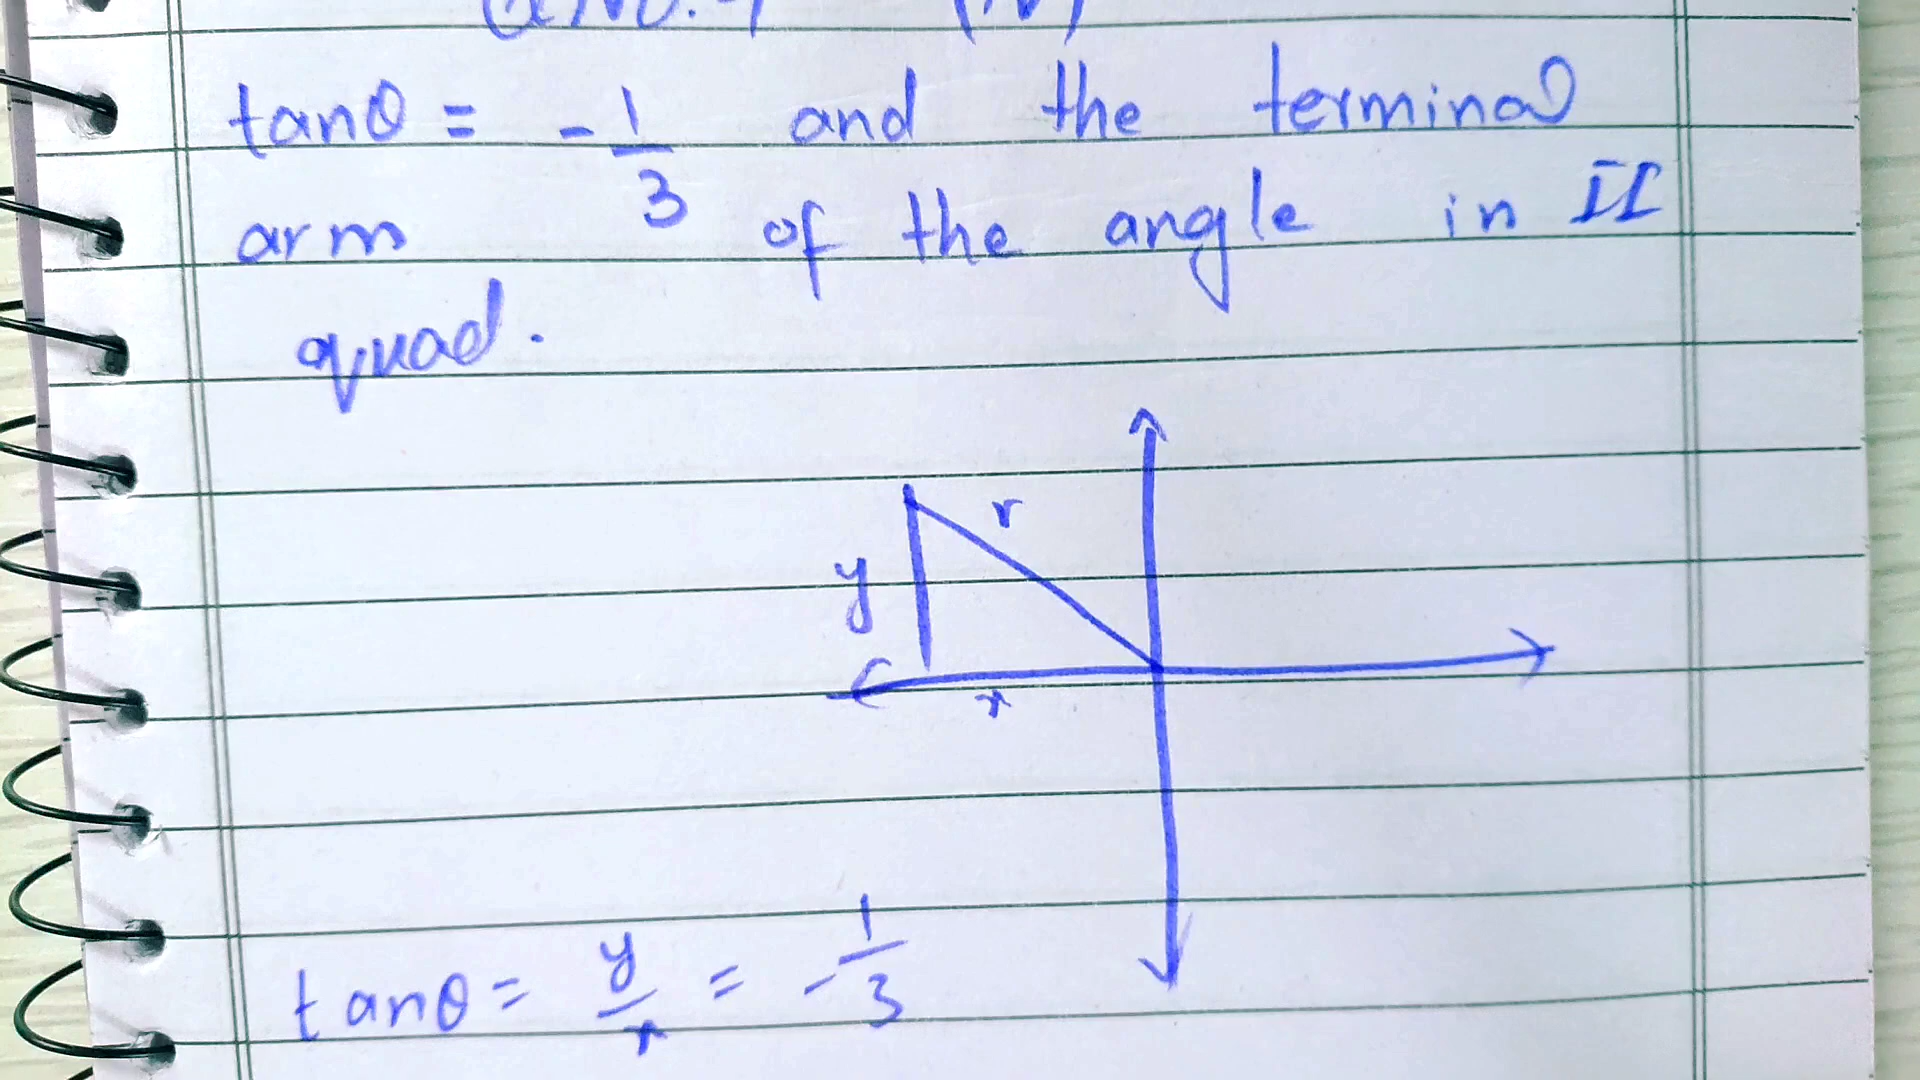 tanθ = - 1/3 and the terminal
arm of the angle in II
quad.
r
y
x
tanθ = y/x = - 1/3